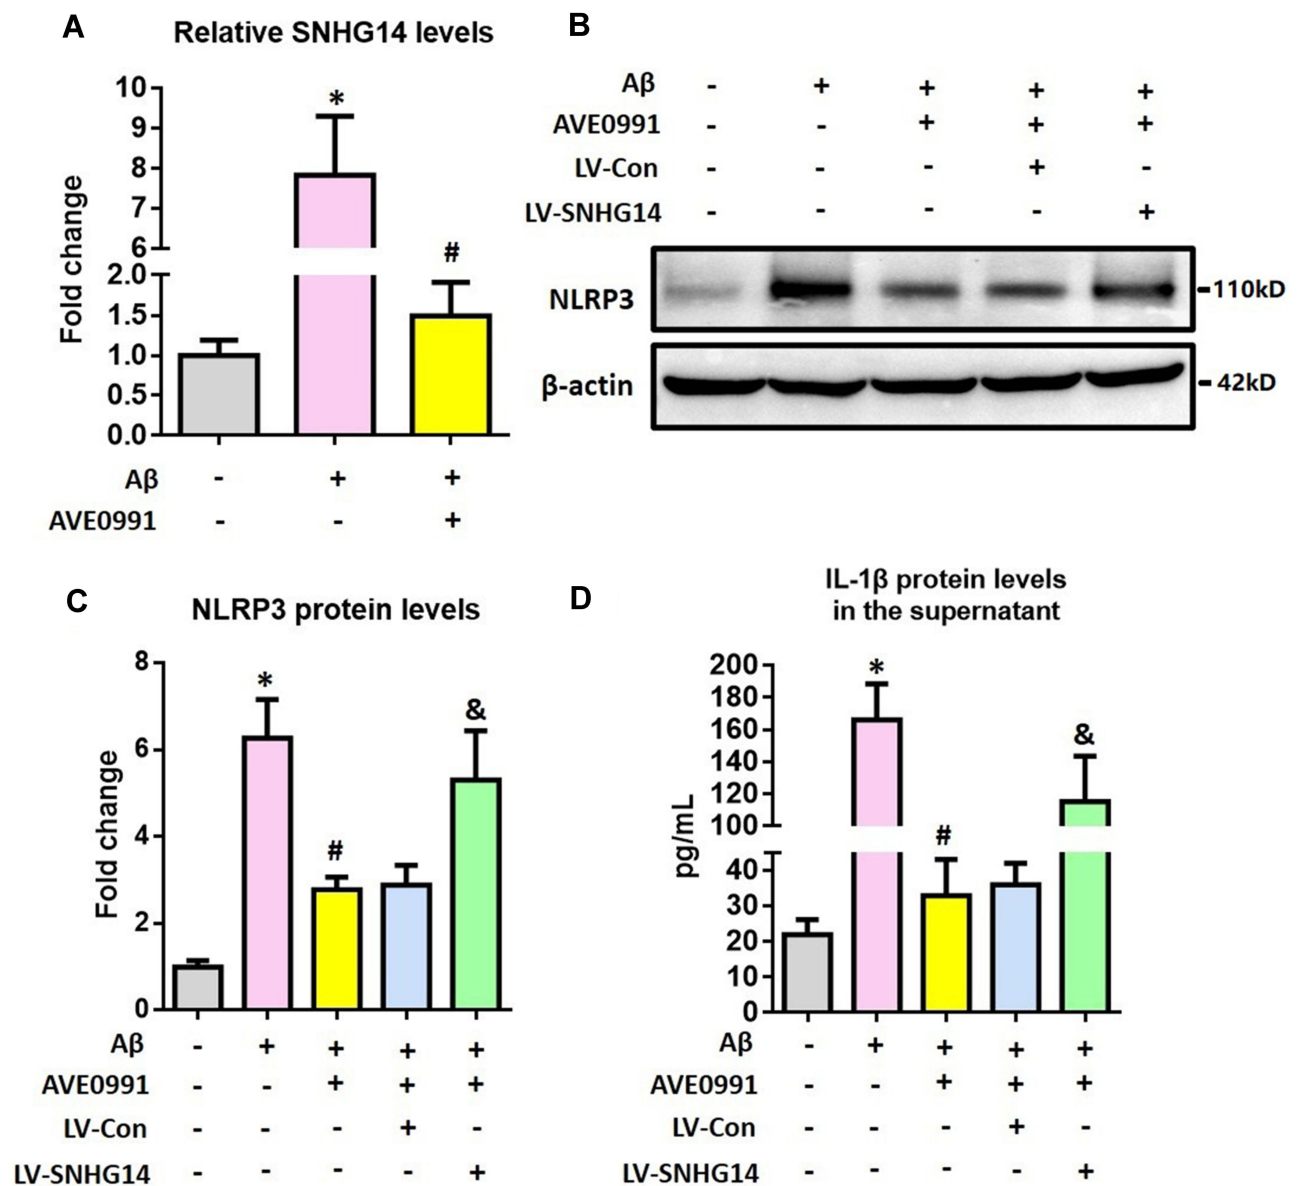 A
Relative SNHG14 levels
Fold change
10
9
8
7
6
2.0
1.5
1.0
0.5
0.0
*
#
Aβ - + +
AVE0991 - - +
B
Aβ - + + + +
AVE0991 - - + + +
LV-Con - - - + -
LV-SNHG14 - - - - +
NLRP3 -110kD
β-actin -42kD
C
NLRP3 protein levels
Fold change
8
6
4
2
0
*
#
&
Aβ - + + + +
AVE0991 - - + + +
LV-Con - - - + -
LV-SNHG14 - - - - +
D
IL-1β protein levels
in the supernatant
pg/mL
200
180
160
140
120
100
40
30
20
10
0
*
#
&
Aβ - + + + +
AVE0991 - - + + +
LV-Con - - - + -
LV-SNHG14 - - - - +